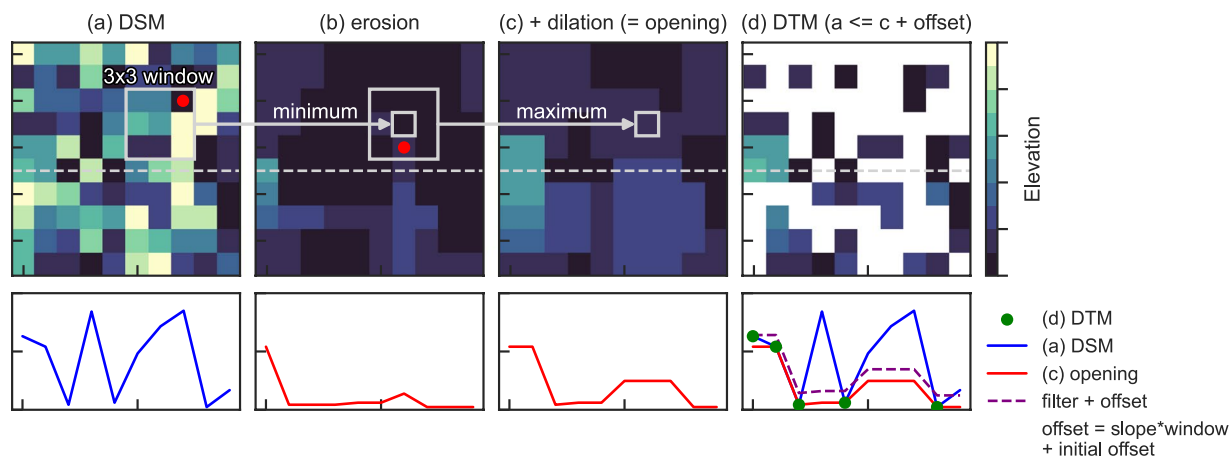 (a) DSM
(b) erosion
(c) + dilation (= opening)
(d) DTM (a <= c + offset)
3x3 window
minimum
maximum
Elevation
(d) DTM
(a) DSM
(c) opening
filter + offset
offset = slope*window
+ initial offset